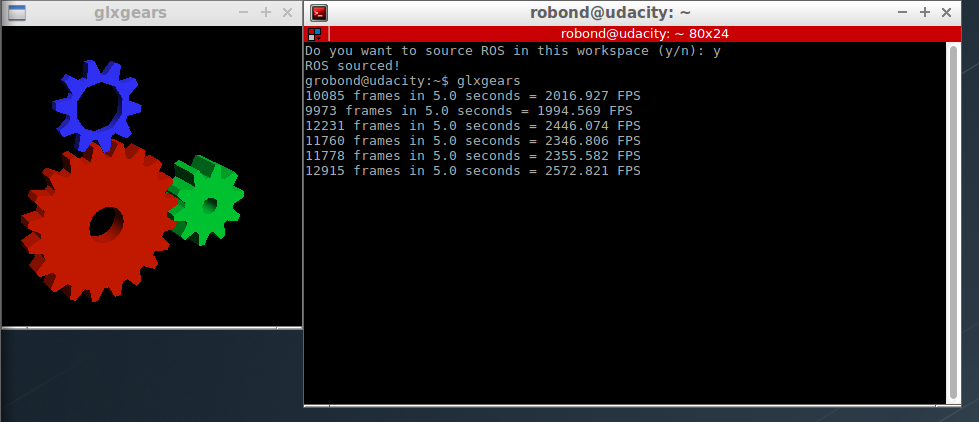 glxgears
robond@udacity: ~
robond@udacity: ~ 80x24
Do you want to source ROS in this workspace (y/n): y
ROS sourced!
grobond@udacity:~$ glxgears
10085 frames in 5.0 seconds = 2016.927 FPS
9973 frames in 5.0 seconds = 1994.569 FPS
12231 frames in 5.0 seconds = 2446.074 FPS
11760 frames in 5.0 seconds = 2346.806 FPS
11778 frames in 5.0 seconds = 2355.582 FPS
12915 frames in 5.0 seconds = 2572.821 FPS